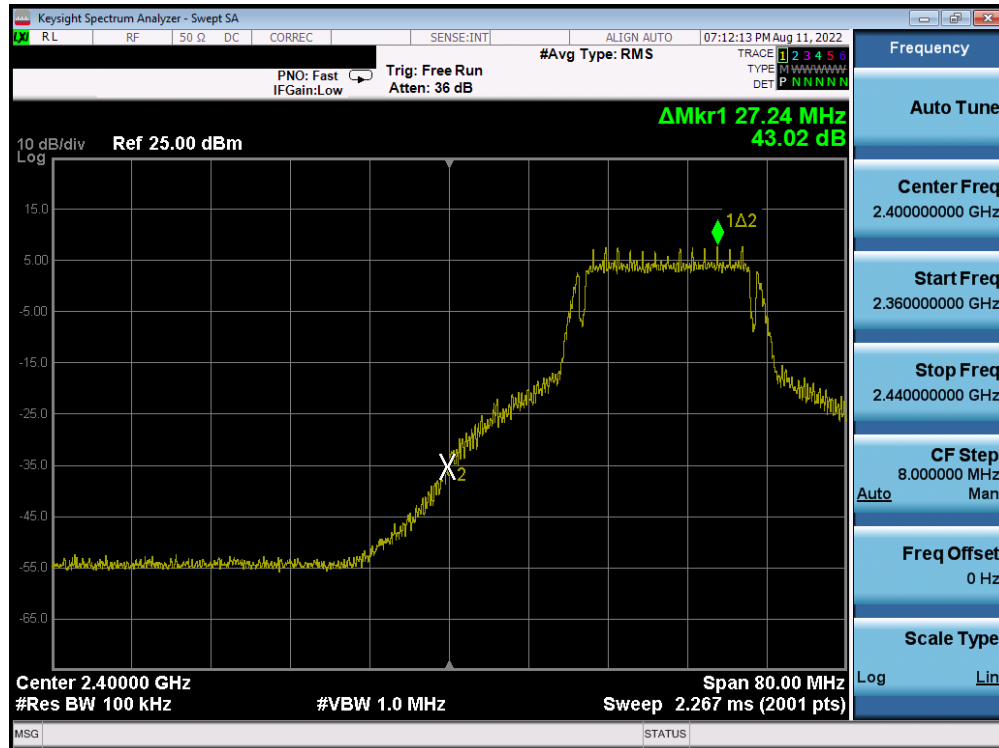 Keysight Spectrum Analyzer - Swept SA
LXI RL RF 50 Ω DC CORREC SENSE:INT ALIGN AUTO 07:12:13 PM Aug 11, 2022
#Avg Type: RMS TRACE 1 2 3 4 5 6
PNO: Fast Trig: Free Run TYPE M W W W W W
IFGain:Low Atten: 36 dB DET P N N N N N
ΔMkr1 27.24 MHz
43.02 dB
10 dB/div Ref 25.00 dBm
Log
15.0
1Δ2
5.00
-5.00
-15.0
-25.0
-35.0
2
-45.0
-55.0
-65.0
Center 2.40000 GHz Span 80.00 MHz
#Res BW 100 kHz #VBW 1.0 MHz Sweep 2.267 ms (2001 pts)
MSG STATUS
Frequency
Auto Tune
Center Freq
2.400000000 GHz
Start Freq
2.360000000 GHz
Stop Freq
2.440000000 GHz
CF Step
8.000000 MHz
Auto Man
Freq Offset
0 Hz
Scale Type
Log Lin